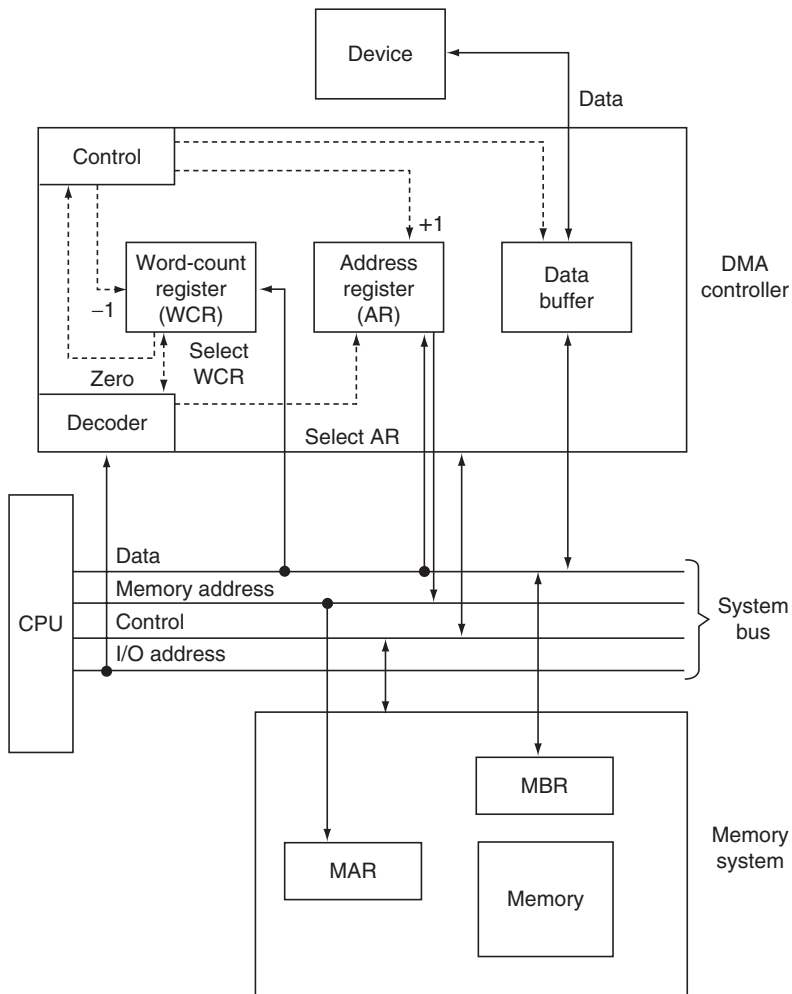 Device
Data
Control
+1
Word-count
register
(WCR)
Address
register
(AR)
Data
buffer
DMA
controller
−1
Select
WCR
Zero
Decoder
Select AR
Data
Memory address
CPU
Control
I/O address
System
bus
MBR
MAR
Memory
Memory
system